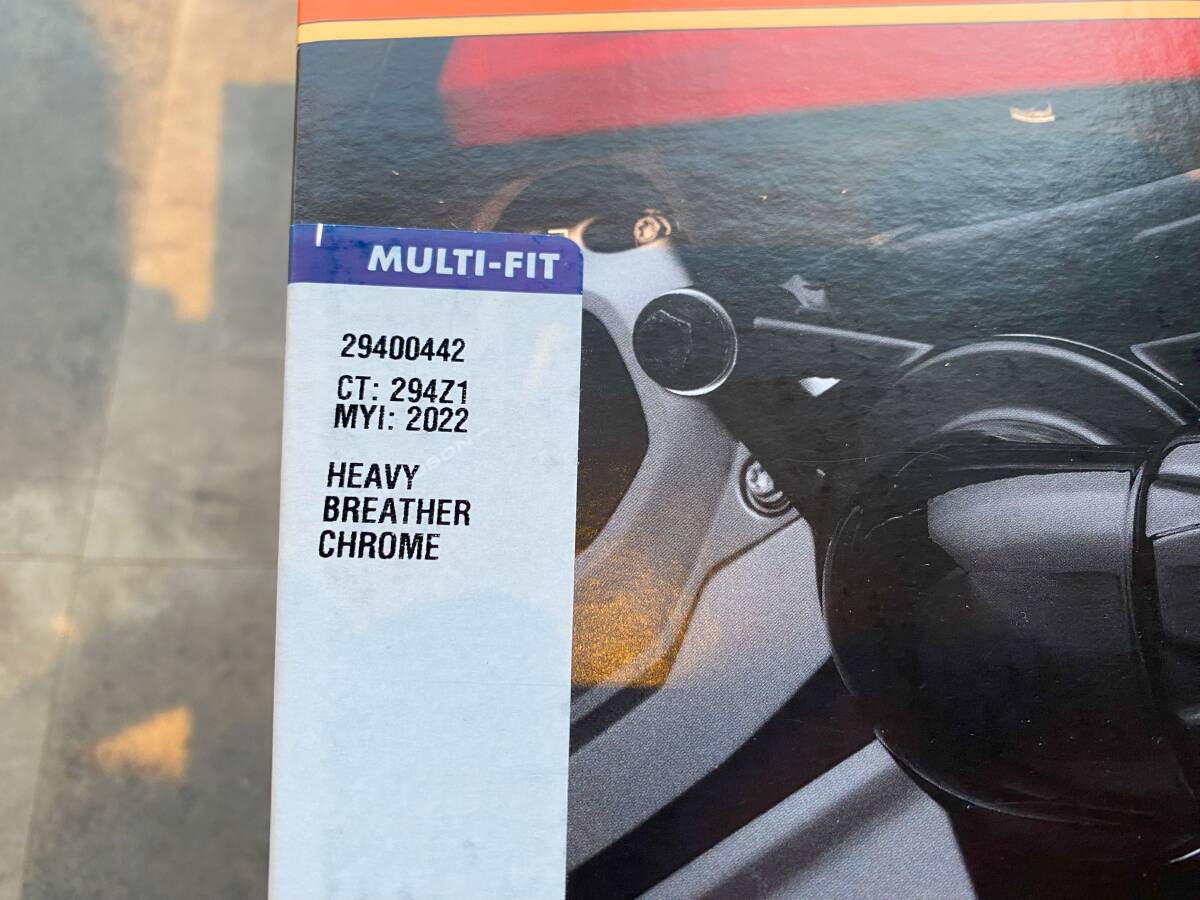 MULTI-FIT
29400442
CT: 294Z1
MYI: 2022
HEAVY
BREATHER
CHROME